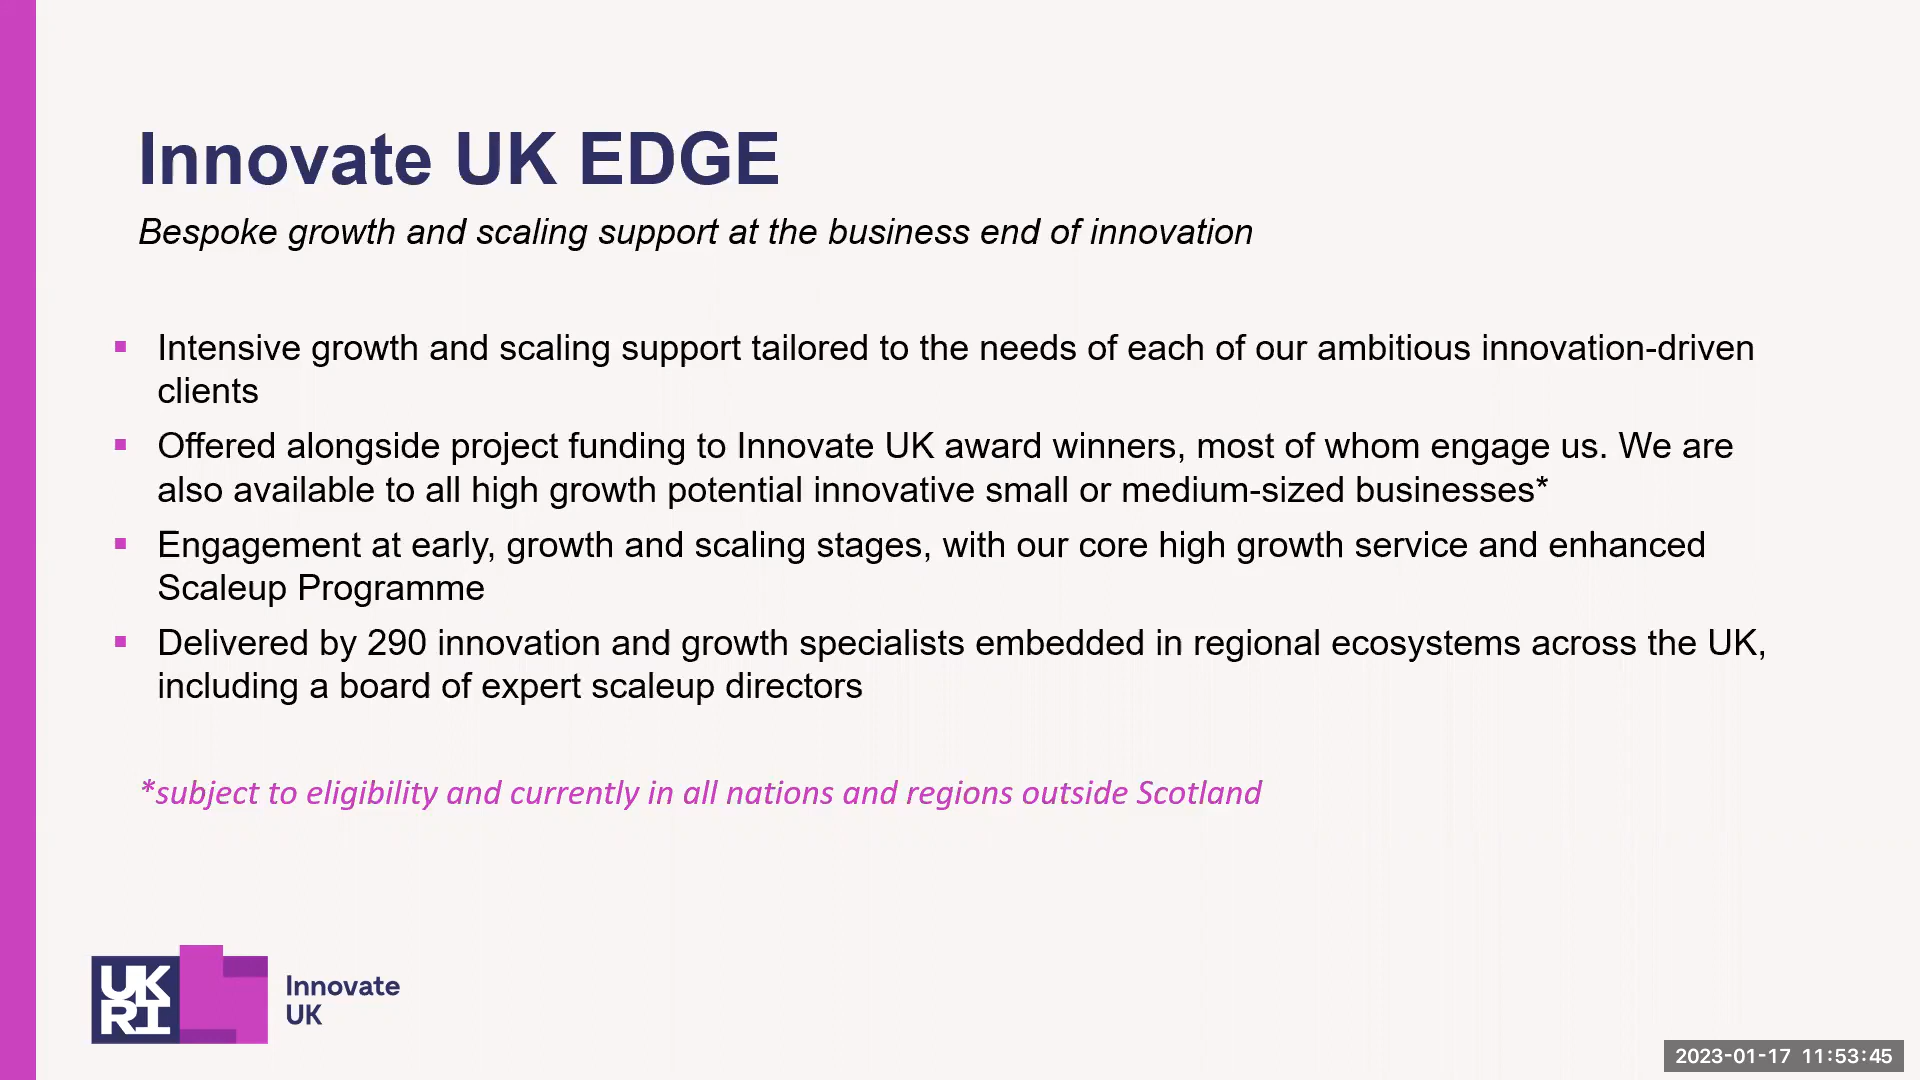 Innovate UK EDGE
Bespoke growth and scaling support at the business end of innovation
▪ Intensive growth and scaling support tailored to the needs of each of our ambitious innovation-driven
clients
▪ Offered alongside project funding to Innovate UK award winners, most of whom engage us. We are
also available to all high growth potential innovative small or medium-sized businesses*
▪ Engagement at early, growth and scaling stages, with our core high growth service and enhanced
Scaleup Programme
▪ Delivered by 290 innovation and growth specialists embedded in regional ecosystems across the UK,
including a board of expert scaleup directors
*subject to eligibility and currently in all nations and regions outside Scotland
UK
RI
Innovate
UK
2023-01-17 11:53:45